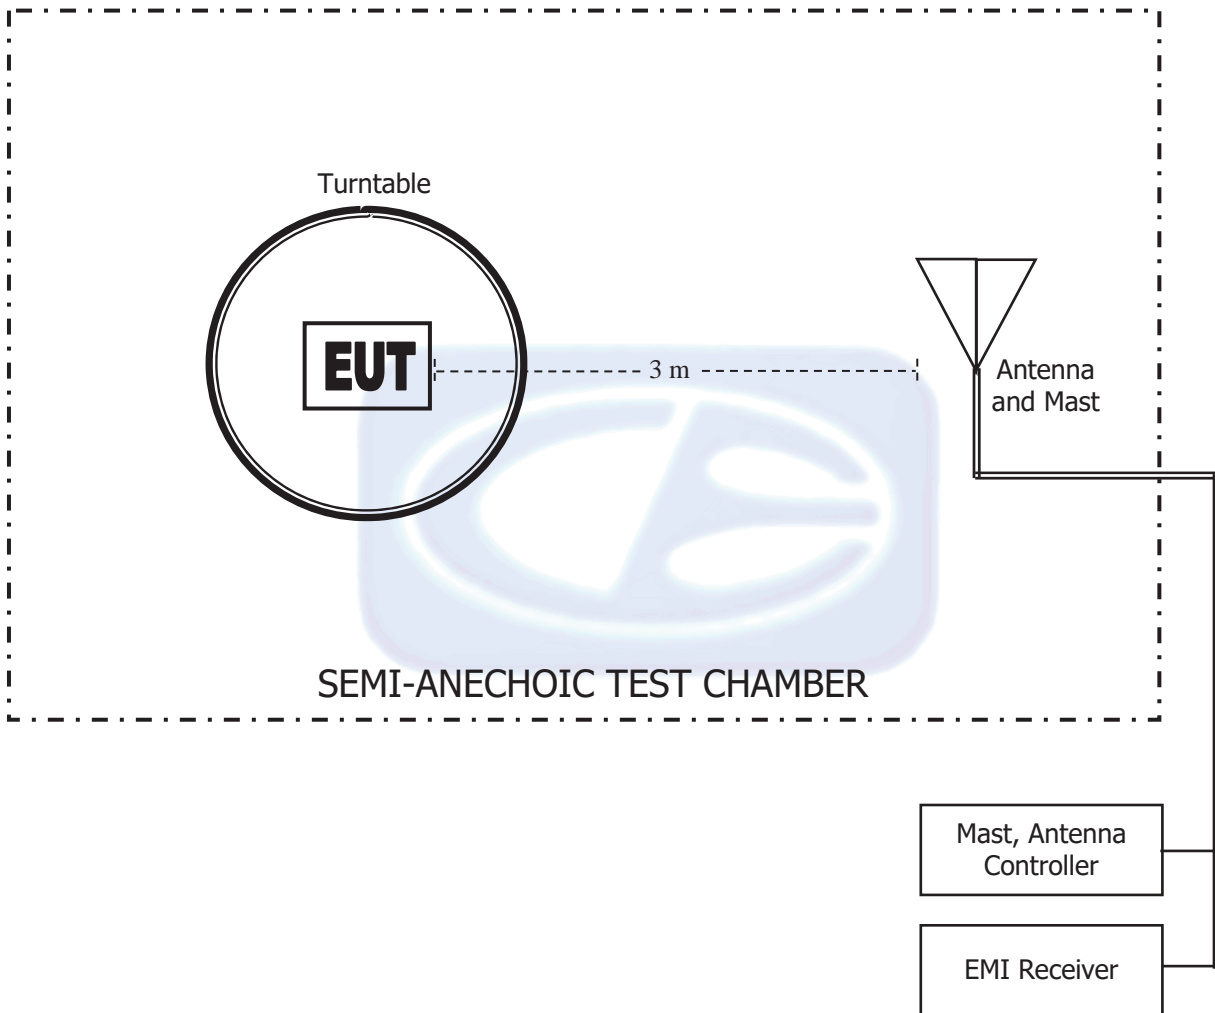 Turntable
EUT
3 m
Antenna
and Mast
SEMI-ANECHOIC TEST CHAMBER
Mast, Antenna
Controller
EMI Receiver